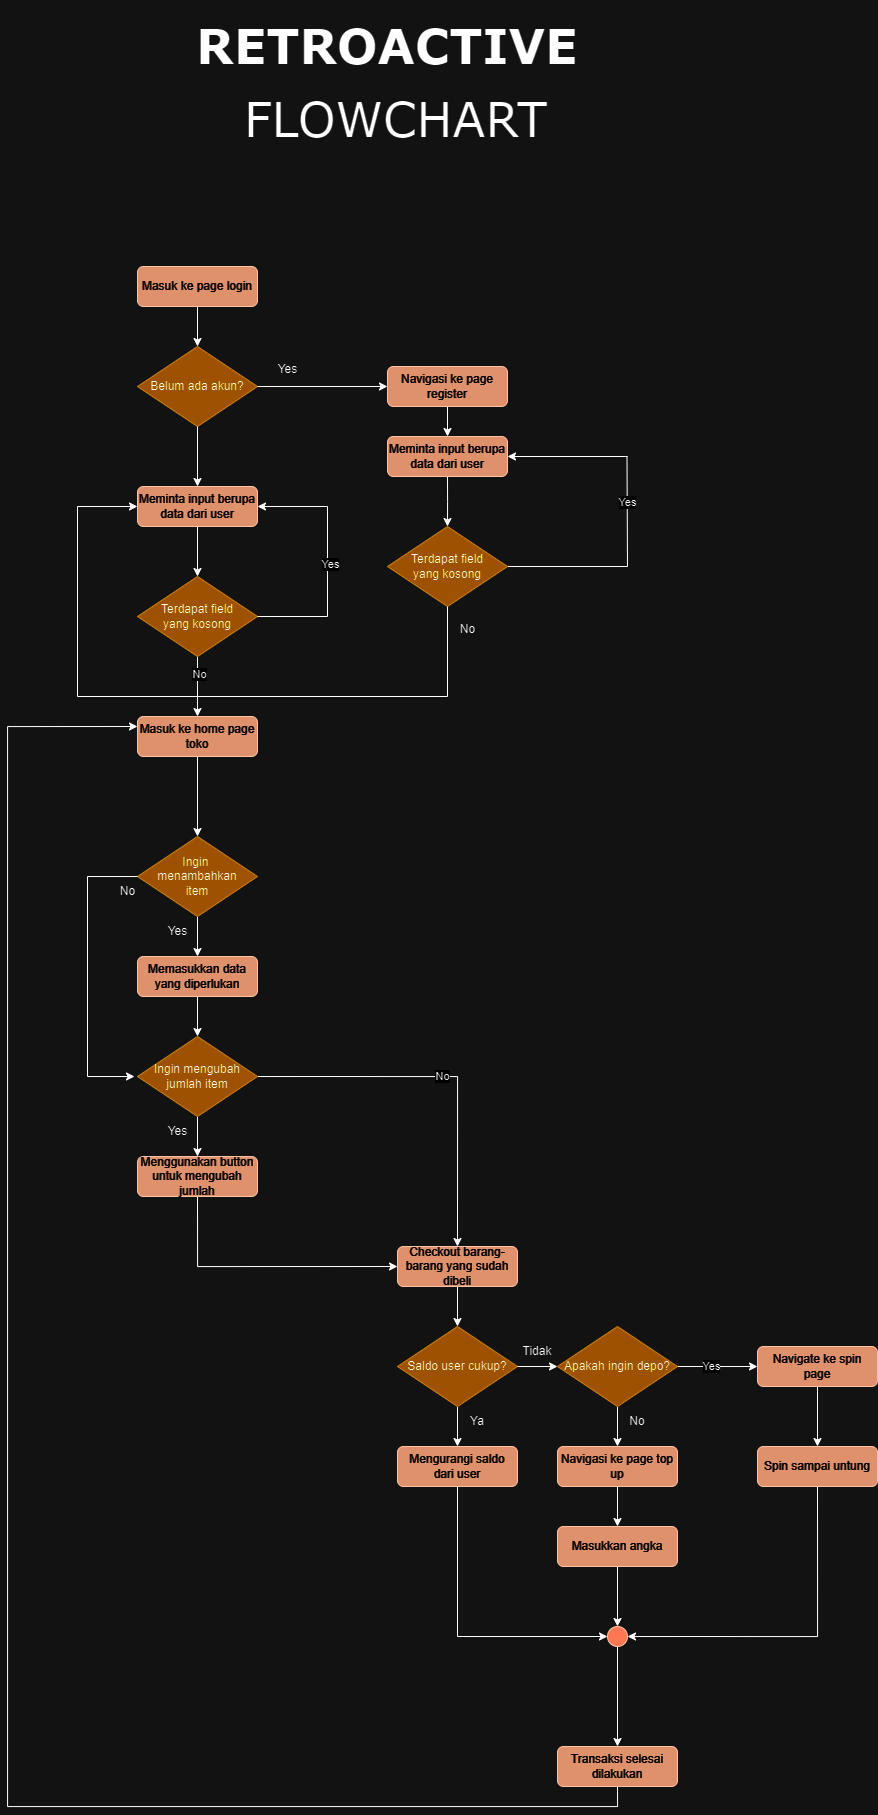 RETROACTIVE
FLOWCHART
Masuk ke page login
Belum ada akun?
Yes
Navigasi ke page
register
Meminta input berupa
data dari user
Yes
Terdapat field
yang kosong
No
Meminta input berupa
data dari user
Yes
Terdapat field
yang kosong
No
Masuk ke home page
toko
Ingin
menambahkan
item
No
Yes
Memasukkan data
yang diperlukan
Ingin mengubah
jumlah item
No
Yes
Menggunakan button
untuk mengubah
jumlah
Checkout barang-
barang yang sudah
dibeli
Saldo user cukup?
Tidak
Apakah ingin depo?
Yes
Navigate ke spin
page
Ya
No
Mengurangi saldo
dari user
Navigasi ke page top
up
Spin sampai untung
Masukkan angka
Transaksi selesai
dilakukan